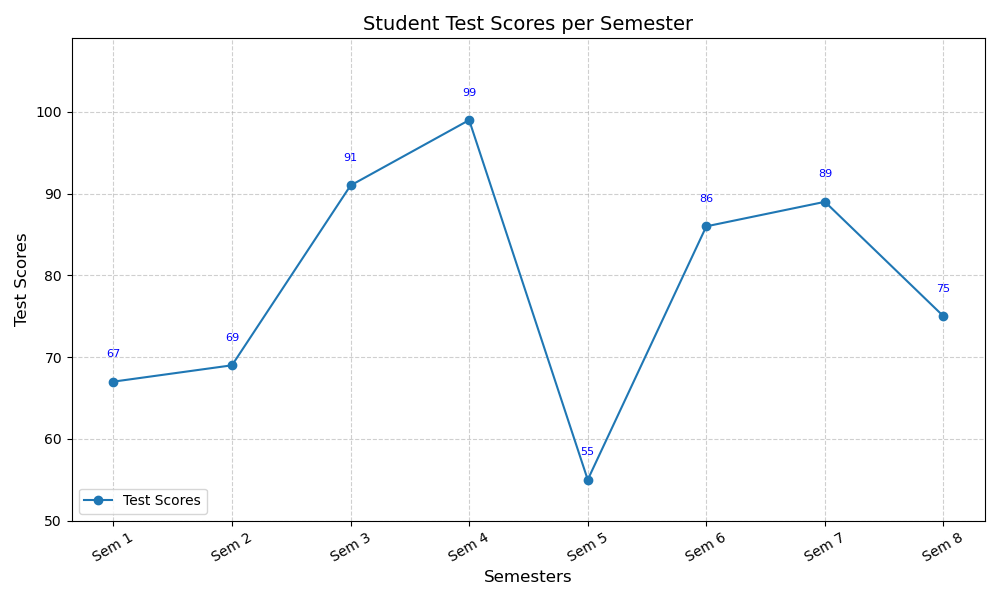 Student Test Scores per Semester
Test Scores
100
90
80
70
60
50
67
69
91
99
55
86
89
75
Test Scores
Sem 1
Sem 2
Sem 3
Sem 4
Sem 5
Sem 6
Sem 7
Sem 8
Semesters